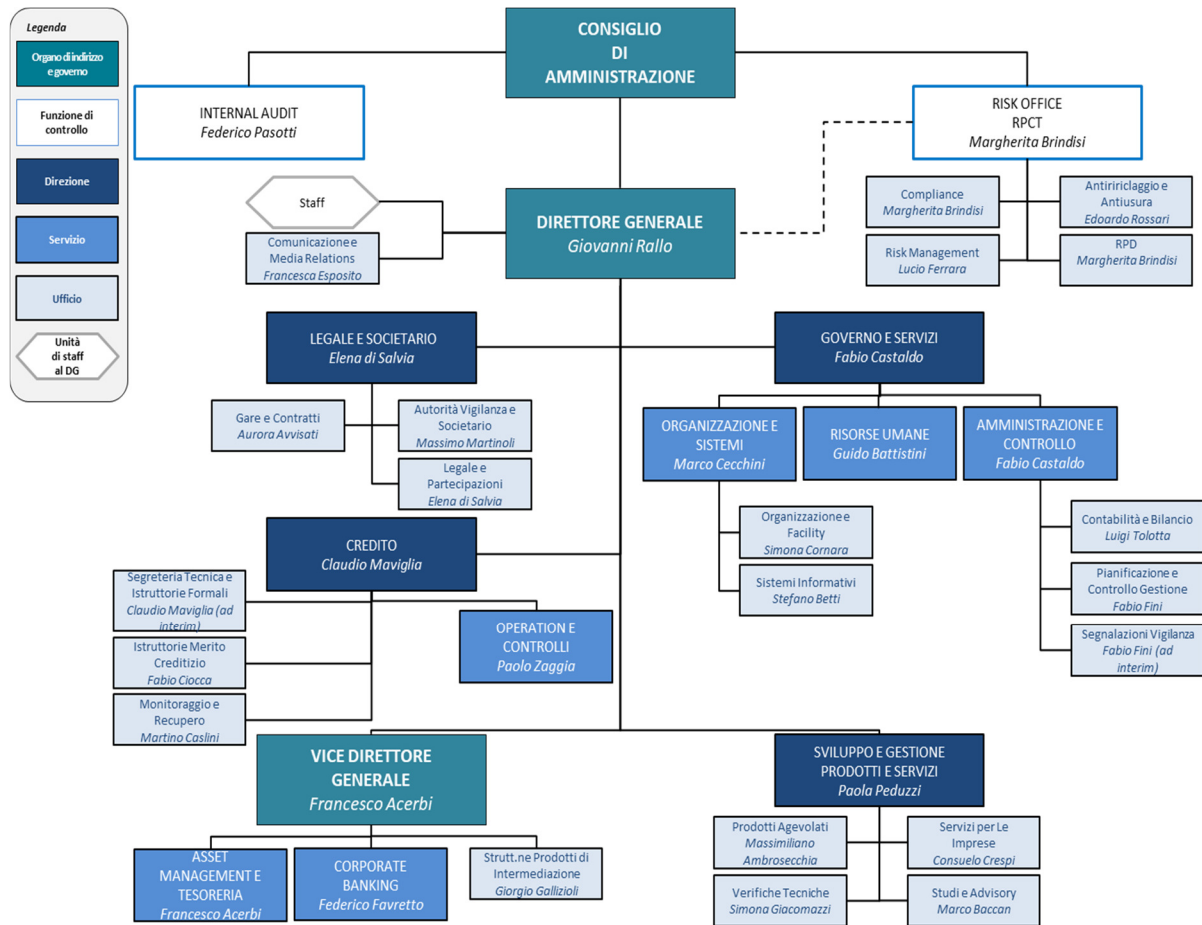 Legenda
Organo di indirizzo
e governo
Funzione di
controllo
Direzione
Servizio
Ufficio
Unità
di staff
al DG
CONSIGLIO
DI
AMMINISTRAZIONE
INTERNAL AUDIT
Federico Pasotti
RISK OFFICE
RPCT
Margherita Brindisi
Compliance
Margherita Brindisi
Antiririclaggio e
Antiusura
Edoardo Rossari
Risk Management
Lucio Ferrara
RPD
Margherita Brindisi
Staff
Comunicazione e
Media Relations
Francesca Esposito
DIRETTORE GENERALE
Giovanni Rallo
LEGALE E SOCIETARIO
Elena di Salvia
Gare e Contratti
Aurora Avvisati
Autorità Vigilanza e
Societario
Massimo Martinoli
Legale e
Partecipazioni
Elena di Salvia
GOVERNO E SERVIZI
Fabio Castaldo
ORGANIZZAZIONE E
SISTEMI
Marco Cecchini
RISORSE UMANE
Guido Battistini
AMMINISTRAZIONE E
CONTROLLO
Fabio Castaldo
Organizzazione e
Facility
Simona Cornara
Sistemi Informativi
Stefano Betti
Contabilità e Bilancio
Luigi Tolotta
Pianificazione e
Controllo Gestione
Fabio Fini
Segnalazioni Vigilanza
Fabio Fini (ad
interim)
CREDITO
Claudio Maviglia
Segreteria Tecnica e
Istruttorie Formali
Claudio Maviglia (ad
interim)
Istruttorie Merito
Creditizio
Fabio Ciocca
Monitoraggio e
Recupero
Martino Caslini
OPERATION E
CONTROLLI
Paolo Zaggia
VICE DIRETTORE
GENERALE
Francesco Acerbi
ASSET
MANAGEMENT E
TESORERIA
Francesco Acerbi
CORPORATE
BANKING
Federico Favretto
Strutt.ne Prodotti di
Intermediazione
Giorgio Gallizioli
SVILUPPO E GESTIONE
PRODOTTI E SERVIZI
Paola Peduzzi
Prodotti Agevolati
Massimiliano
Ambrosecchia
Servizi per Le
Imprese
Consuelo Crespi
Verifiche Tecniche
Simona Giacomazzi
Studi e Advisory
Marco Baccan